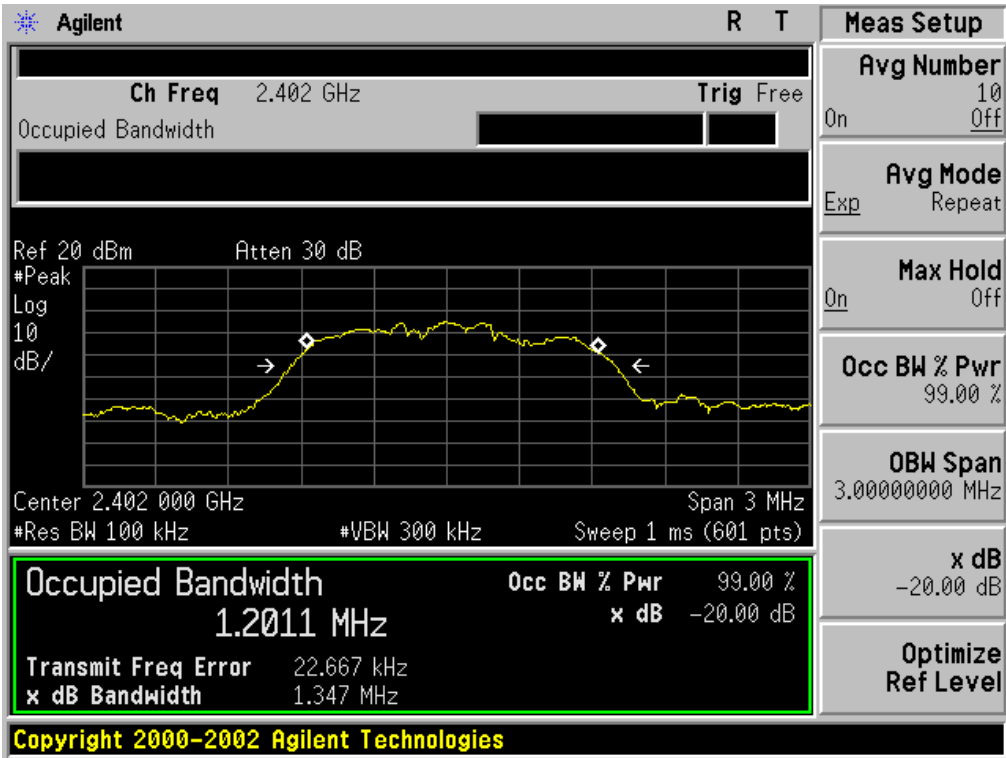 Agilent R T
Ch Freq 2.402 GHz Trig Free
Occupied Bandwidth
Ref 20 dBm Atten 30 dB
#Peak
Log
10
dB/
Center 2.402 000 GHz Span 3 MHz
#Res BW 100 kHz #VBW 300 kHz Sweep 1 ms (601 pts)
Occupied Bandwidth Occ BW % Pwr 99.00 %
1.2011 MHz x dB -20.00 dB
Transmit Freq Error 22.667 kHz
x dB Bandwidth 1.347 MHz
Copyright 2000-2002 Agilent Technologies
Meas Setup
Avg Number
10
On Off
Avg Mode
Exp Repeat
Max Hold
On Off
Occ BW % Pwr
99.00 %
OBW Span
3.00000000 MHz
x dB
-20.00 dB
Optimize
Ref Level